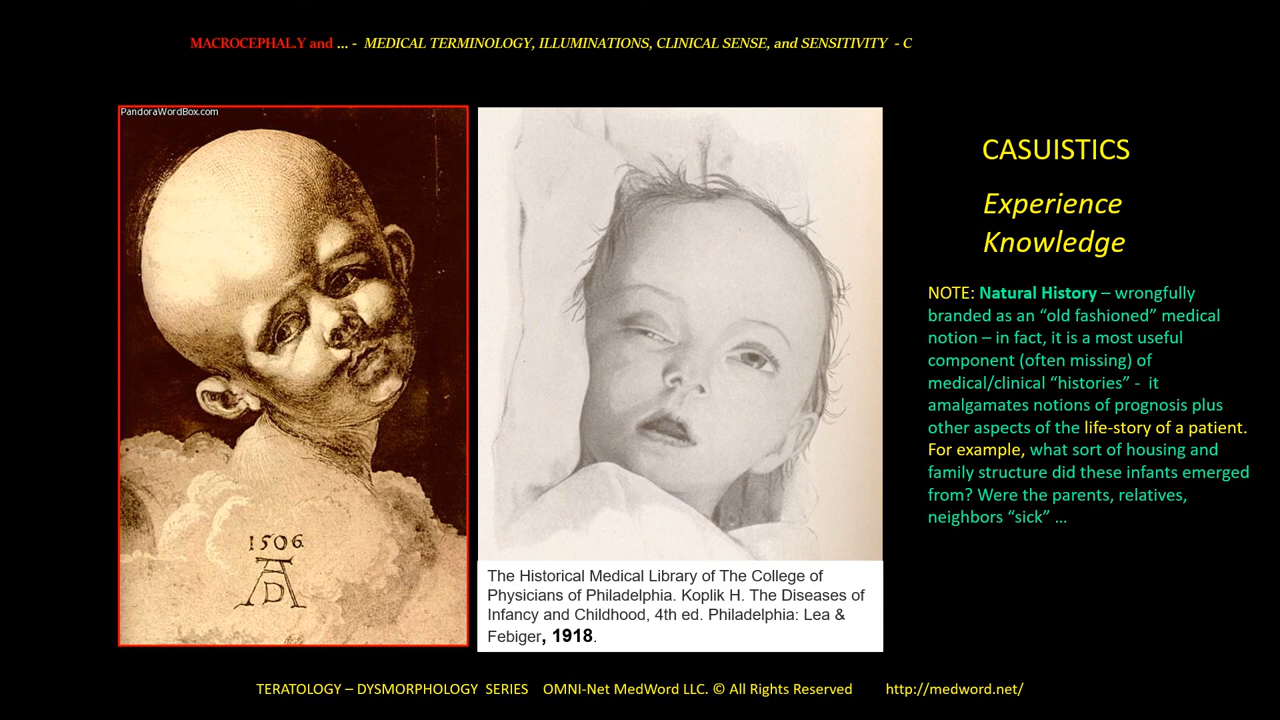 MACROCEPHAL.Y and ... - MEDICAL TERMINOLOGY, ILLUMINATIONS, CLINICAL SENSE, and SENSITIVITY - C
PandoraWordBox.com
1506
AD
The Historical Medical Library of The College of
Physicians of Philadelphia. Koplik H. The Diseases of
Infancy and Childhood, 4th ed. Philadelphia: Lea &
Febiger, 1918.
CASUISTICS
Experience
Knowledge
NOTE: Natural History – wrongfully
branded as an “old fashioned” medical
notion – in fact, it is a most useful
component (often missing) of
medical/clinical “histories” - it
amalgamates notions of prognosis plus
other aspects of the life-story of a patient.
For example, what sort of housing and
family structure did these infants emerged
from? Were the parents, relatives,
neighbors “sick” ...
TERATOLOGY – DYSMORPHOLOGY SERIES OMNI-Net MedWord LLC. © All Rights Reserved http://medword.net/